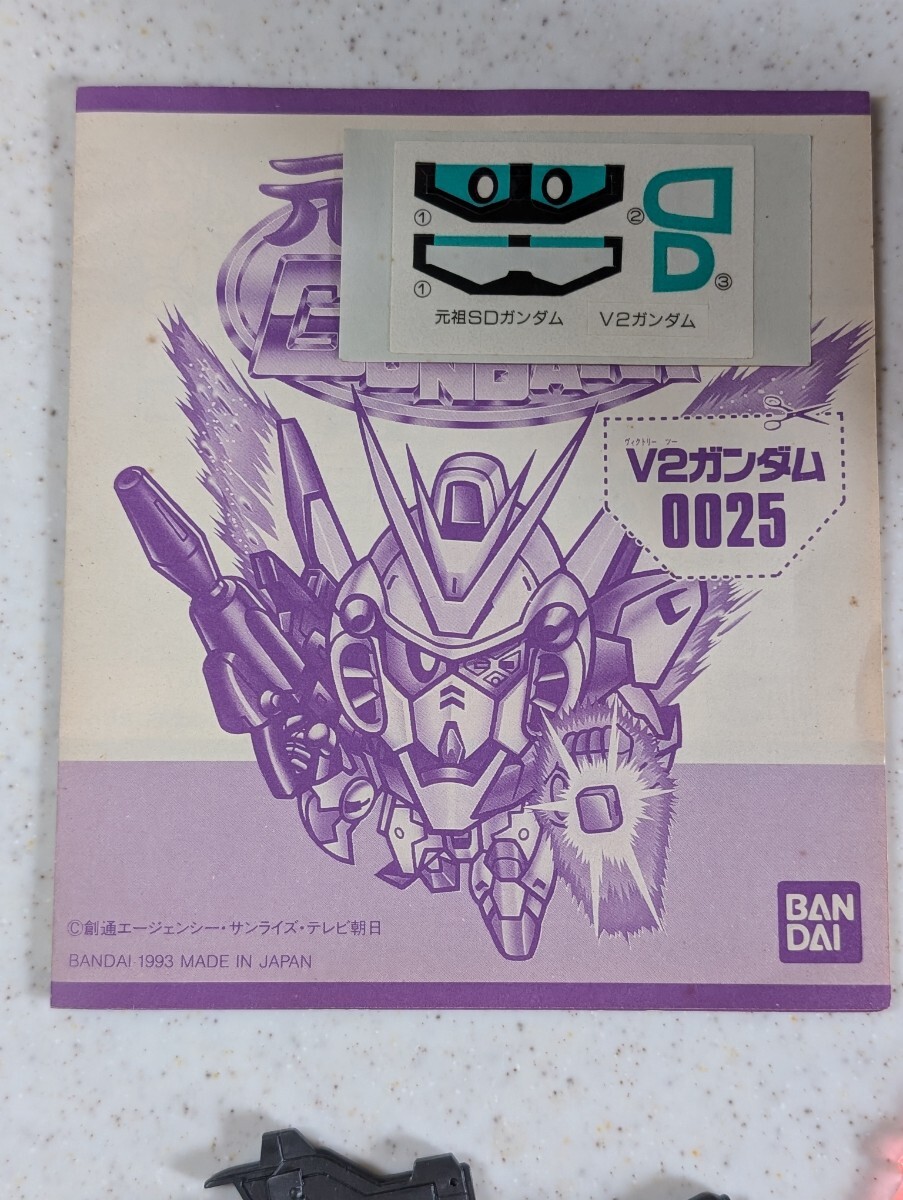 元
① ②
① ③
元祖SDガンダム V2ガンダム
GUNDAM
ヴィクトリー ツー
V2ガンダム
0025
©創通エージェンシー・サンライズ・テレビ朝日
BANDAI 1993 MADE IN JAPAN
BAN
DAI